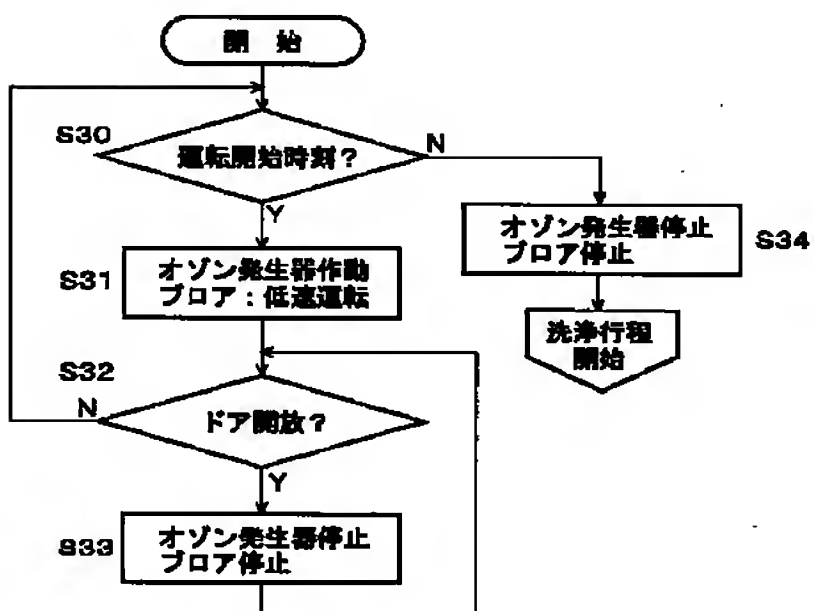 開 始
S30
運転開始時刻?
N
Y
オゾン発生器停止
ブロア停止
S34
S31
オゾン発生器作動
ブロア:低速運転
洗浄行程
開始
S32
N
ドア開放?
Y
S33
オゾン発生器停止
ブロア停止